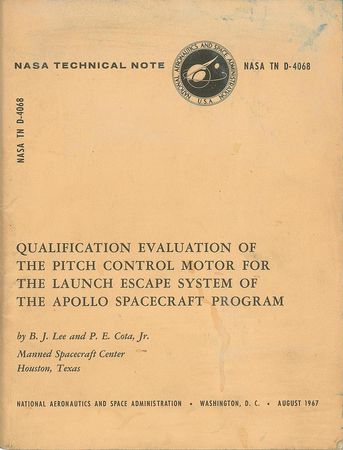 NASA TECHNICAL NOTE
NASA TN D-4068
NASA TN D-4068
NATIONAL AERONAUTICS AND SPACE ADMINISTRATION
U.S.A.
QUALIFICATION EVALUATION OF
THE PITCH CONTROL MOTOR FOR
THE LAUNCH ESCAPE SYSTEM OF
THE APOLLO SPACECRAFT PROGRAM
by B. J. Lee and P. E. Cota, Jr.
Manned Spacecraft Center
Houston, Texas
NATIONAL AERONAUTICS AND SPACE ADMINISTRATION • WASHINGTON, D. C. • AUGUST 1967